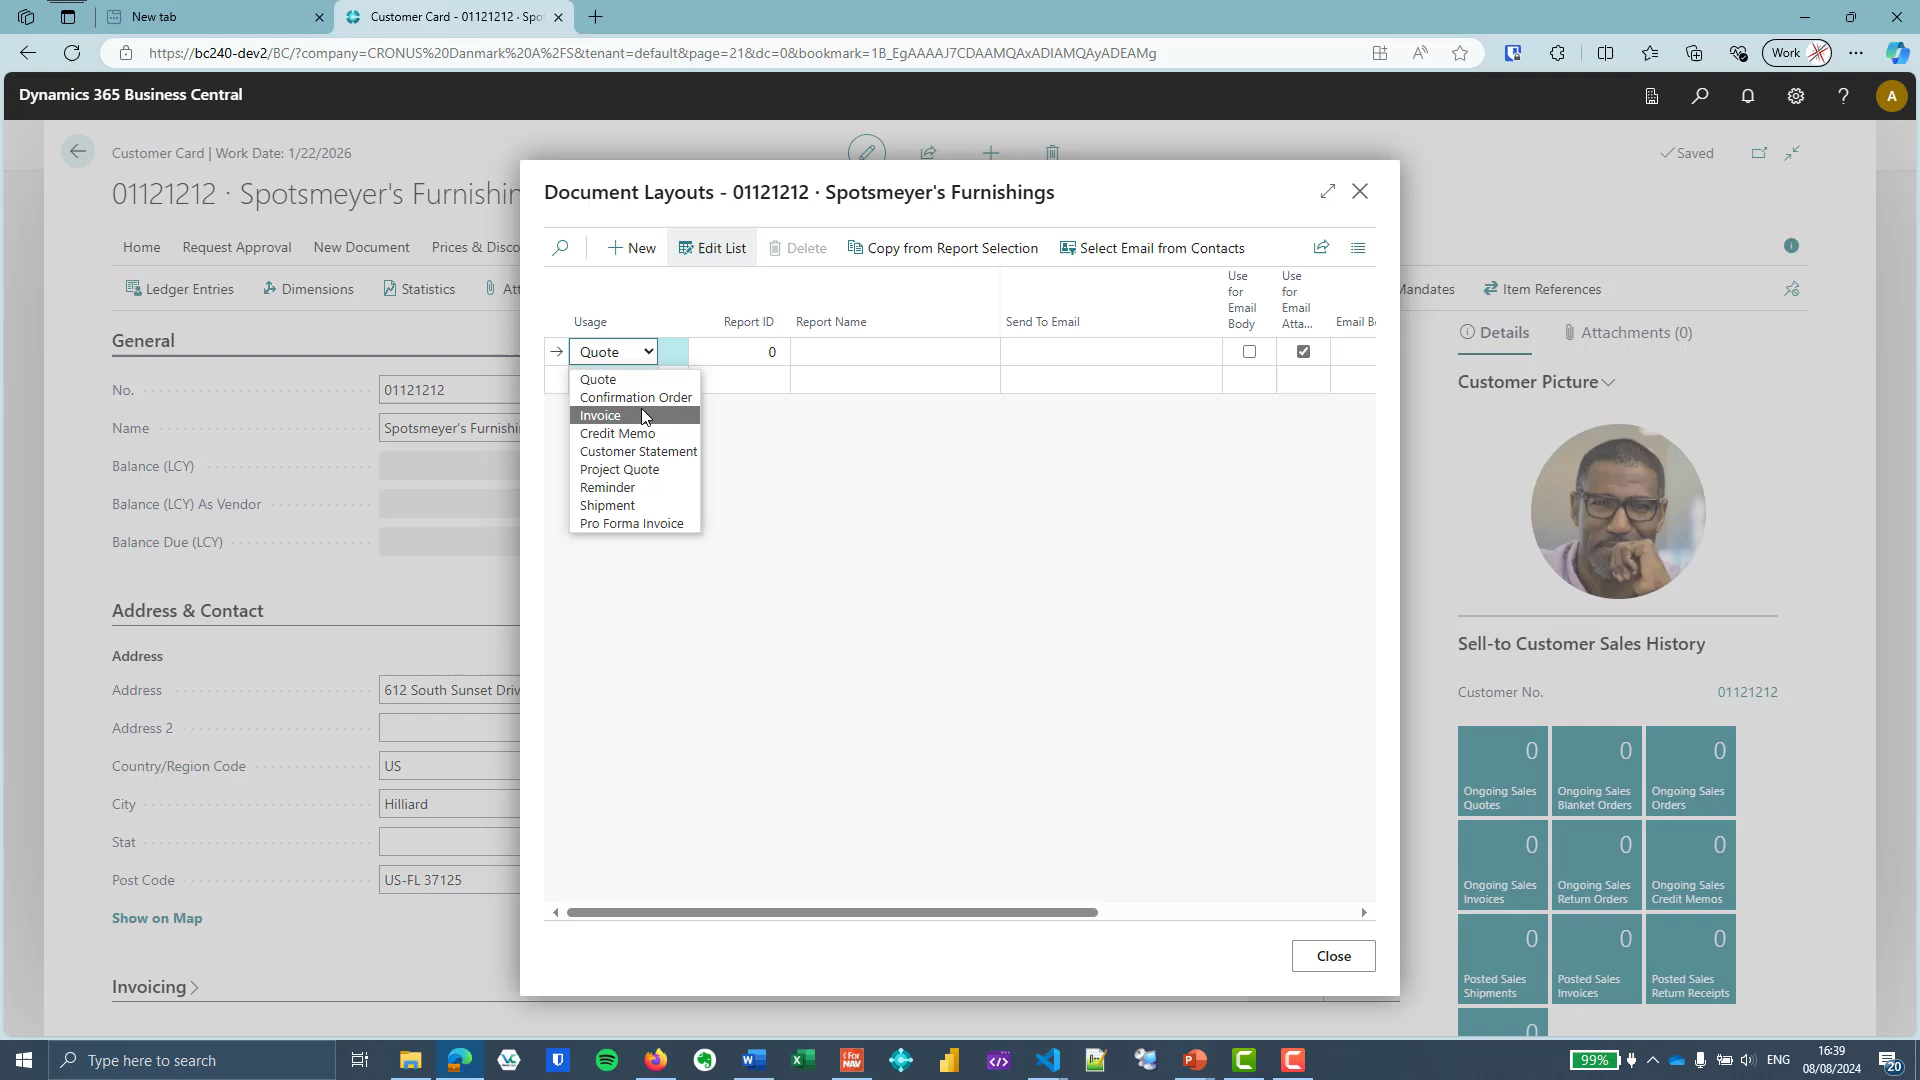 New tab
Customer Card - 01121212 · Spo
https://bc240-dev2/BC/?company=CRONUS%20Danmark%20A%2FS&tenant=default&page=21&dc=0&bookmark=1B_EgAAAAJ7CDAAMQAxADIAMQAyADEAMg
Work
Dynamics 365 Business Central
A
Customer Card | Work Date: 1/22/2026
Saved
01121212 · Spotsmeyer's Furnishin
Home Request Approval New Document Prices & Disco
Ledger Entries Dimensions Statistics Att
Mandates Item References
Document Layouts - 01121212 · Spotsmeyer's Furnishings
New Edit List Delete Copy from Report Selection Select Email from Contacts
Usage Report ID Report Name Send To Email Use for Email Body Use for Email Atta... Email B
Quote 0
Quote
Confirmation Order
Invoice
Credit Memo
Customer Statement
Project Quote
Reminder
Shipment
Pro Forma Invoice
Close
General
No. 01121212
Name Spotsmeyer's Furnishi
Balance (LCY)
Balance (LCY) As Vendor
Balance Due (LCY)
Address & Contact
Address
Address 612 South Sunset Driv
Address 2
Country/Region Code US
City Hilliard
Stat
Post Code US-FL 37125
Show on Map
Invoicing
Details Attachments (0)
Customer Picture
Sell-to Customer Sales History
Customer No. 01121212
0 0 0
Ongoing Sales Quotes
Ongoing Sales Blanket Orders
Ongoing Sales Orders
0 0 0
Ongoing Sales Invoices
Ongoing Sales Return Orders
Ongoing Sales Credit Memos
0 0 0
Posted Sales Shipments
Posted Sales Invoices
Posted Sales Return Receipts
0
Type here to search
99%
ENG
16:39
08/08/2024
20